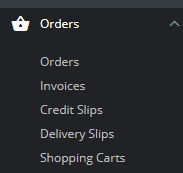 Orders
Orders
Invoices
Credit Slips
Delivery Slips
Shopping Carts